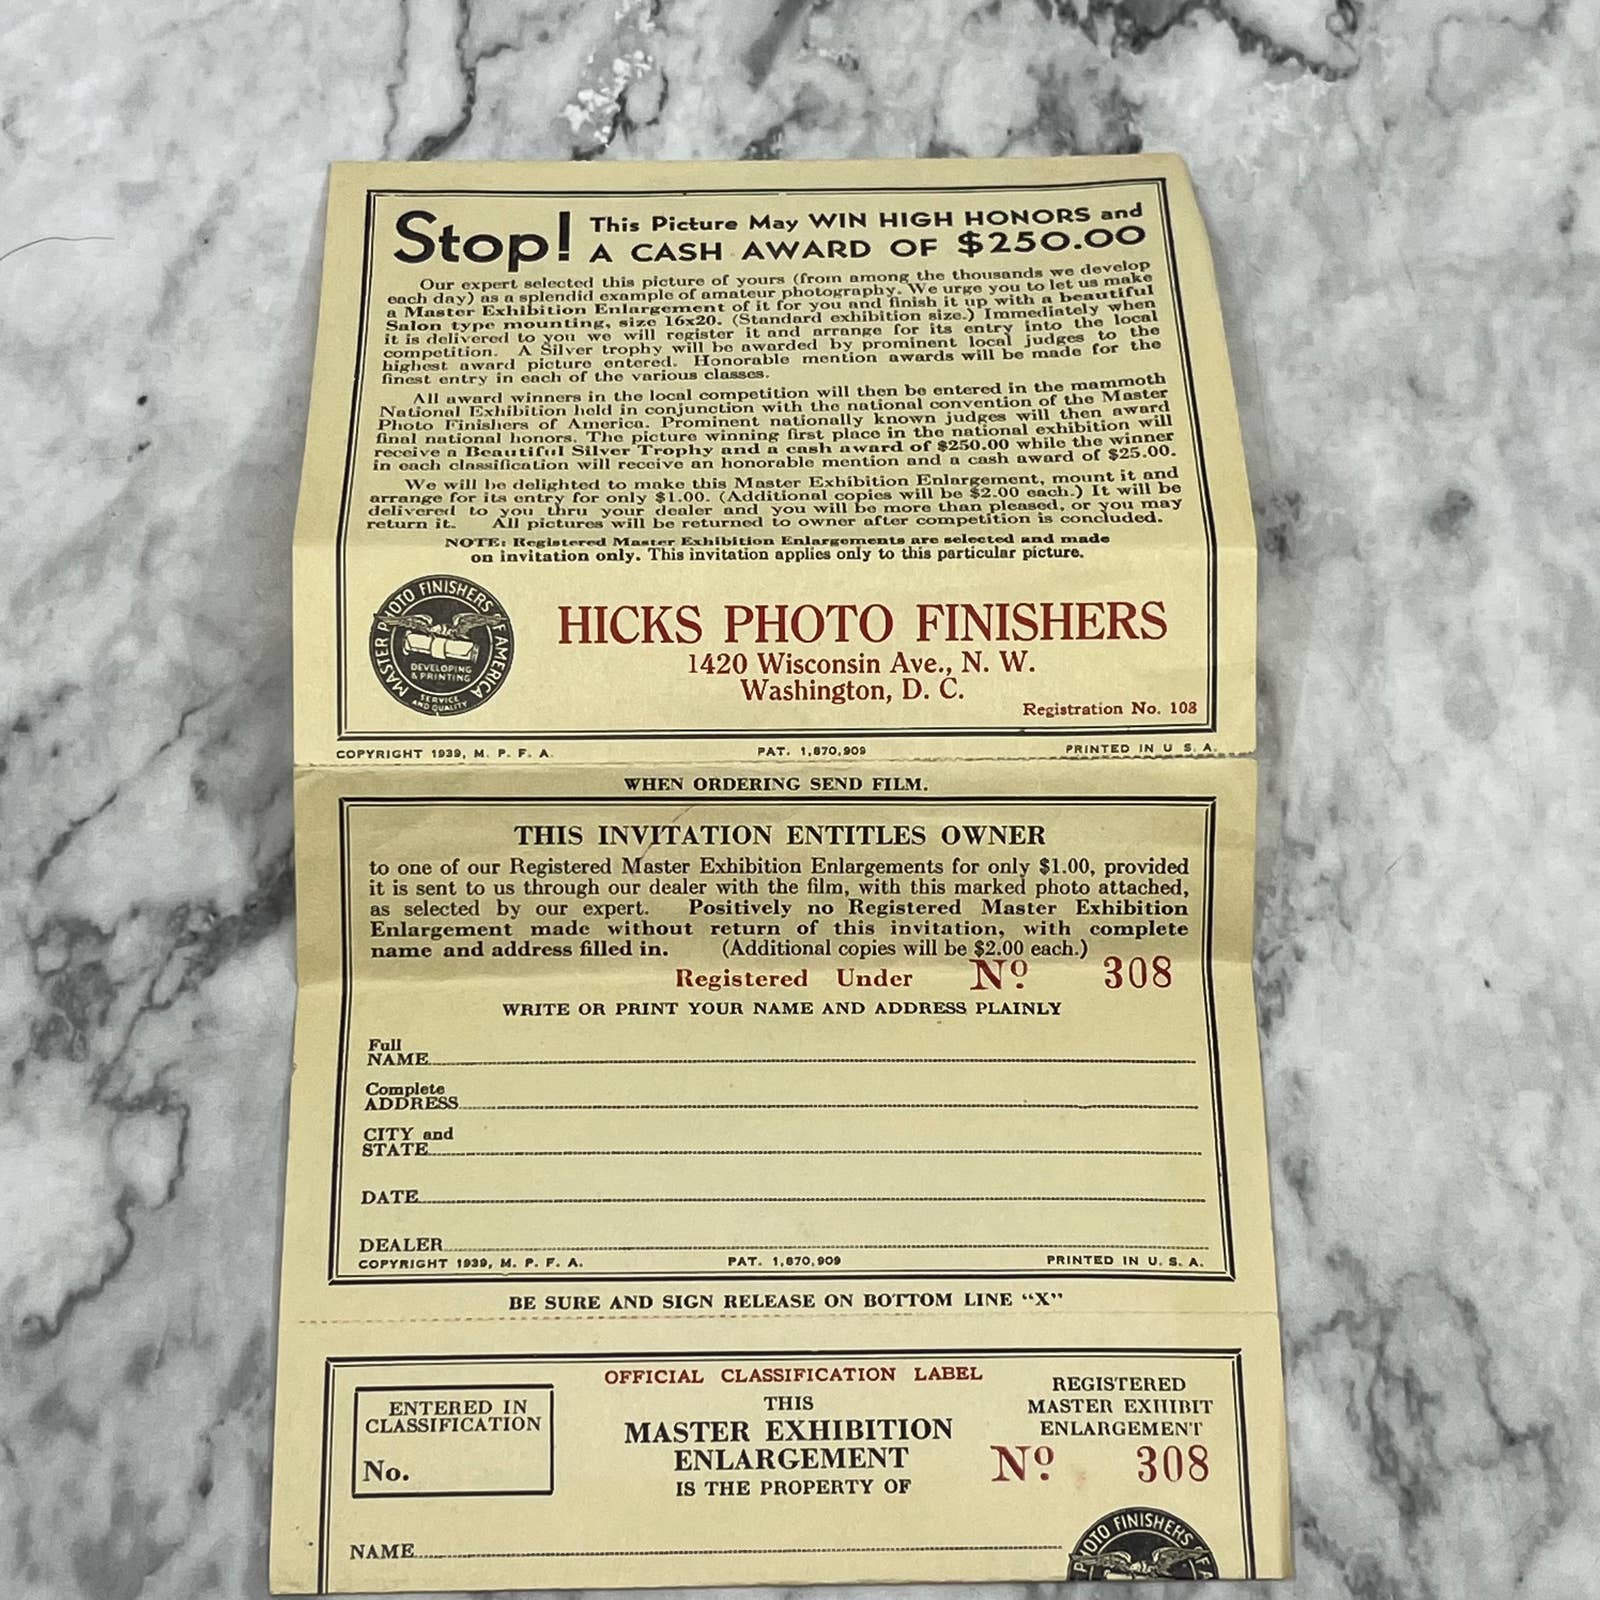 Stop! This Picture May WIN HIGH HONORS and
A CASH AWARD OF $250.00
Our expert selected this picture of yours (from among the thousands we develop
each day) as a splendid example of amateur photography. We urge you to let us make
a Master Exhibition Enlargement of it for you and finish it up with a beautiful
Salon type mounting, size 16x20. (Standard exhibition size.) Immediately when
it is delivered to you we will register it and arrange for its entry into the local
competition. A Silver trophy will be awarded by prominent local judges to the
highest award picture entered. Honorable mention awards will be made for the
finest entry in each of the various classes.
All award winners in the local competition will then be entered in the mammoth
National Exhibition held in conjunction with the national convention of the Master
Photo Finishers of America. Prominent nationally known judges will then award
final national honors. The picture winning first place in the national exhibition will
receive a Beautiful Silver Trophy and a cash award of $250.00 while the winner
in each classification will receive an honorable mention and a cash award of $25.00.
We will be delighted to make this Master Exhibition Enlargement, mount it and
arrange for its entry for only $1.00. (Additional copies will be $2.00 each.) It will be
delivered to you thru your dealer and you will be more than pleased, or you may
return it. All pictures will be returned to owner after competition is concluded.
NOTE: Registered Master Exhibition Enlargements are selected and made
on invitation only. This invitation applies only to this particular picture.
MASTER PHOTO FINISHERS OF AMERICA
DEVELOPING
& PRINTING
SERVICE
AND QUALITY
HICKS PHOTO FINISHERS
1420 Wisconsin Ave., N. W.
Washington, D. C.
Registration No. 108
COPYRIGHT 1939, M. P. F. A. PAT. 1,870,909 PRINTED IN U S. A.
WHEN ORDERING SEND FILM.
THIS INVITATION ENTITLES OWNER
to one of our Registered Master Exhibition Enlargements for only $1.00, provided
it is sent to us through our dealer with the film, with this marked photo attached,
as selected by our expert. Positively no Registered Master Exhibition
Enlargement made without return of this invitation, with complete
name and address filled in. (Additional copies will be $2.00 each.)
Registered Under No. 308
WRITE OR PRINT YOUR NAME AND ADDRESS PLAINLY
Full
NAME
Complete
ADDRESS
CITY and
STATE
DATE
DEALER
COPYRIGHT 1939, M. P. F. A. PAT. 1,870,909 PRINTED IN U. S. A.
BE SURE AND SIGN RELEASE ON BOTTOM LINE "X"
ENTERED IN
CLASSIFICATION
No.
OFFICIAL CLASSIFICATION LABEL
THIS
MASTER EXHIBITION
ENLARGEMENT
IS THE PROPERTY OF
REGISTERED
MASTER EXHIBIT
ENLARGEMENT
No. 308
NAME
PHOTO FINISHERS